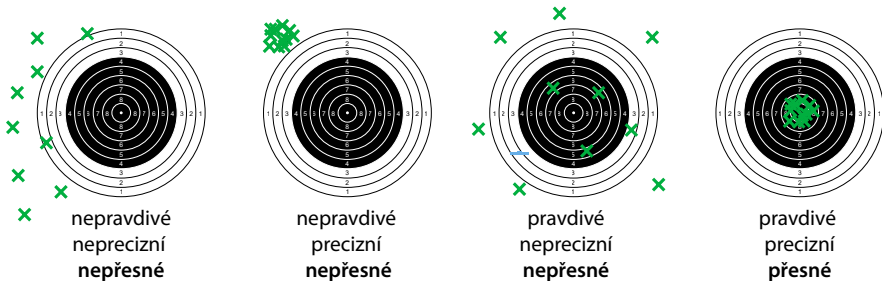 nepravdivé
neprecizní
nepřesné
nepravdivé
precizní
nepřesné
pravdivé
neprecizní
nepřesné
pravdivé
precizní
přesné